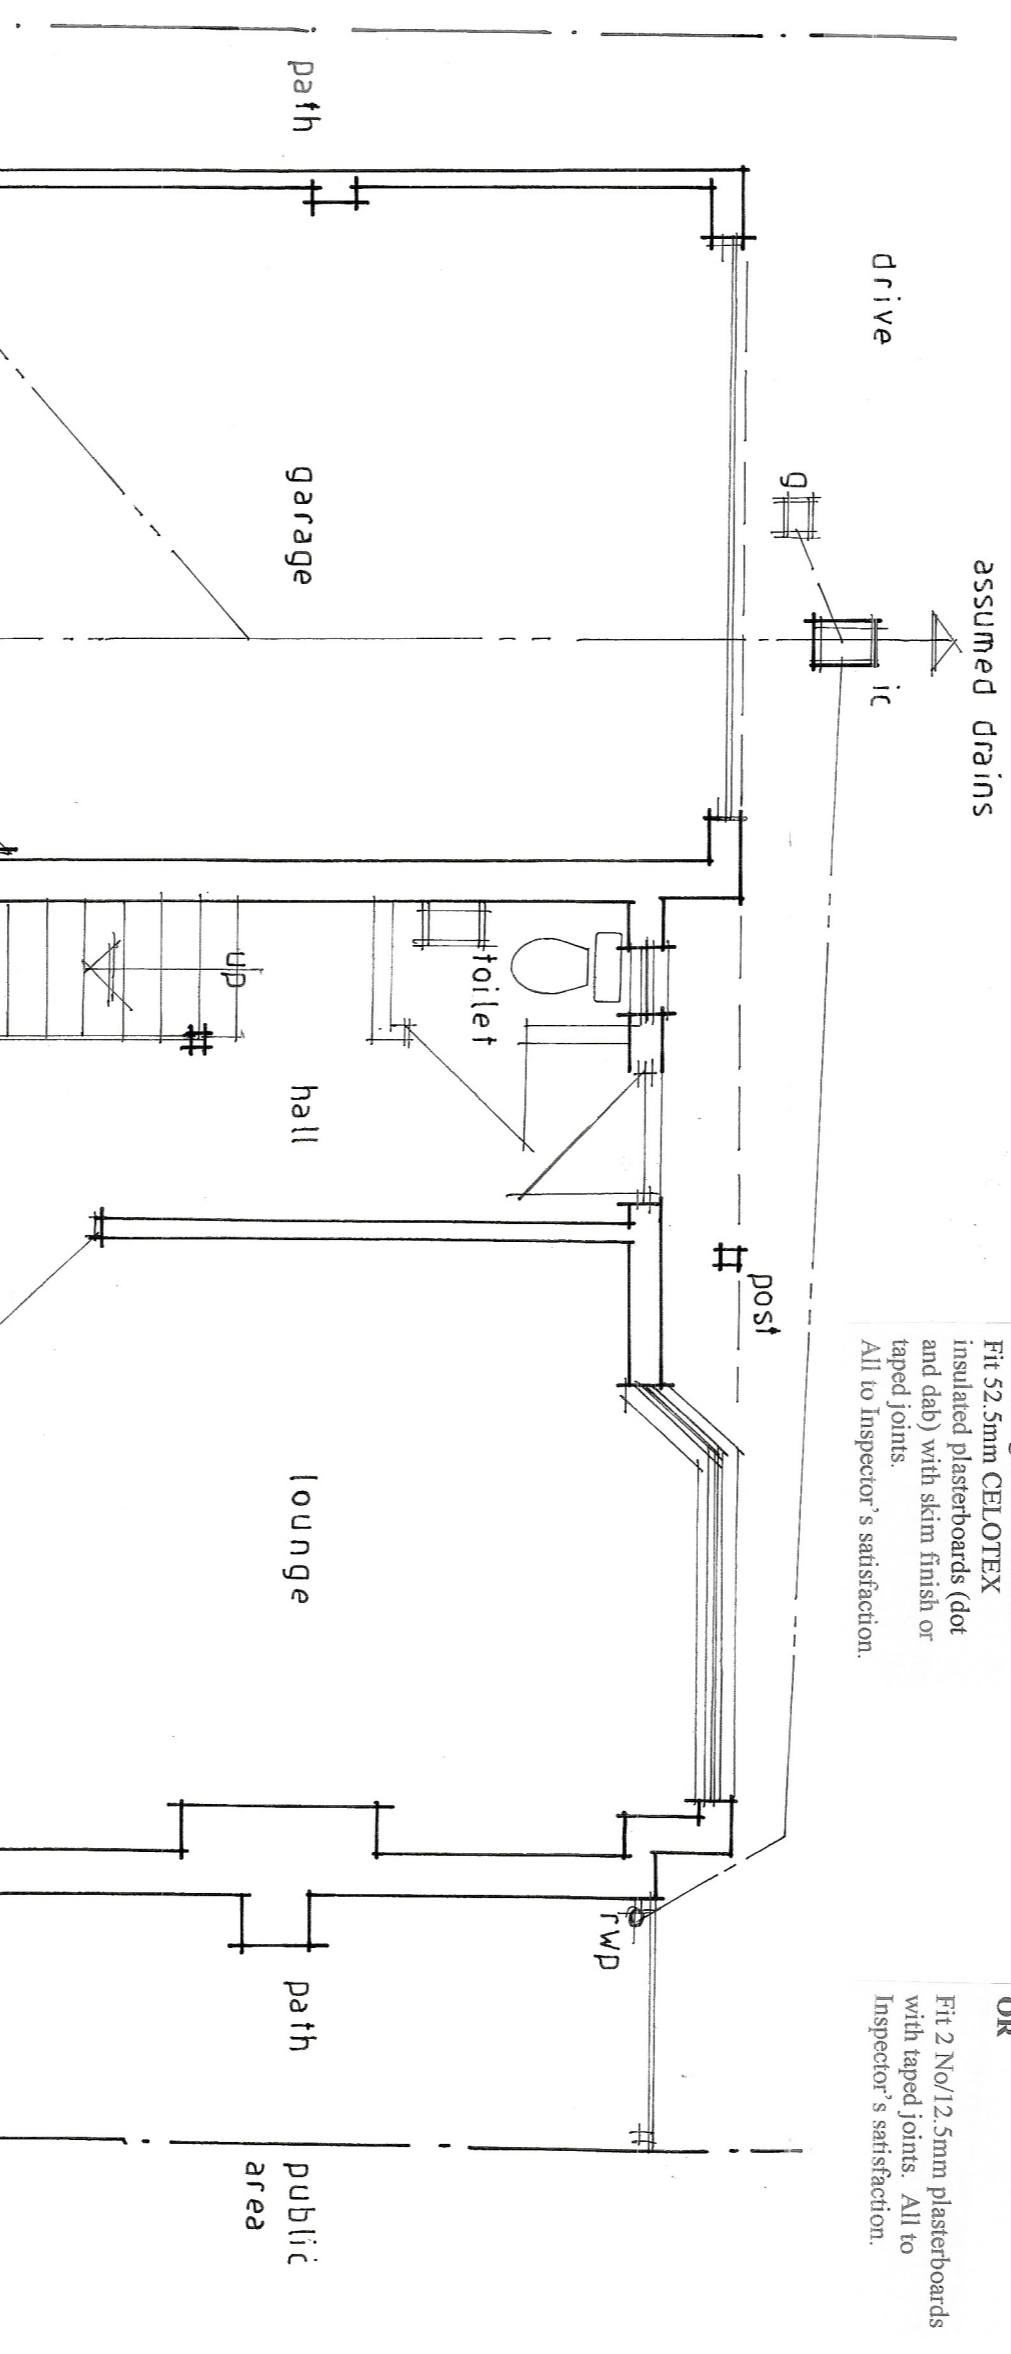 Fit 52.5mm CELOTEX
insulated plasterboards (dot
and dab) with skim finish or
taped joints.
All to Inspector's satisfaction.
OR
Fit 2 No/12.5mm plasterboards
with taped joints. All to
Inspector's satisfaction.
assumed drains
drive
ic
g
post
rwp
toilet
up
path
garage
hall
lounge
path
public
area